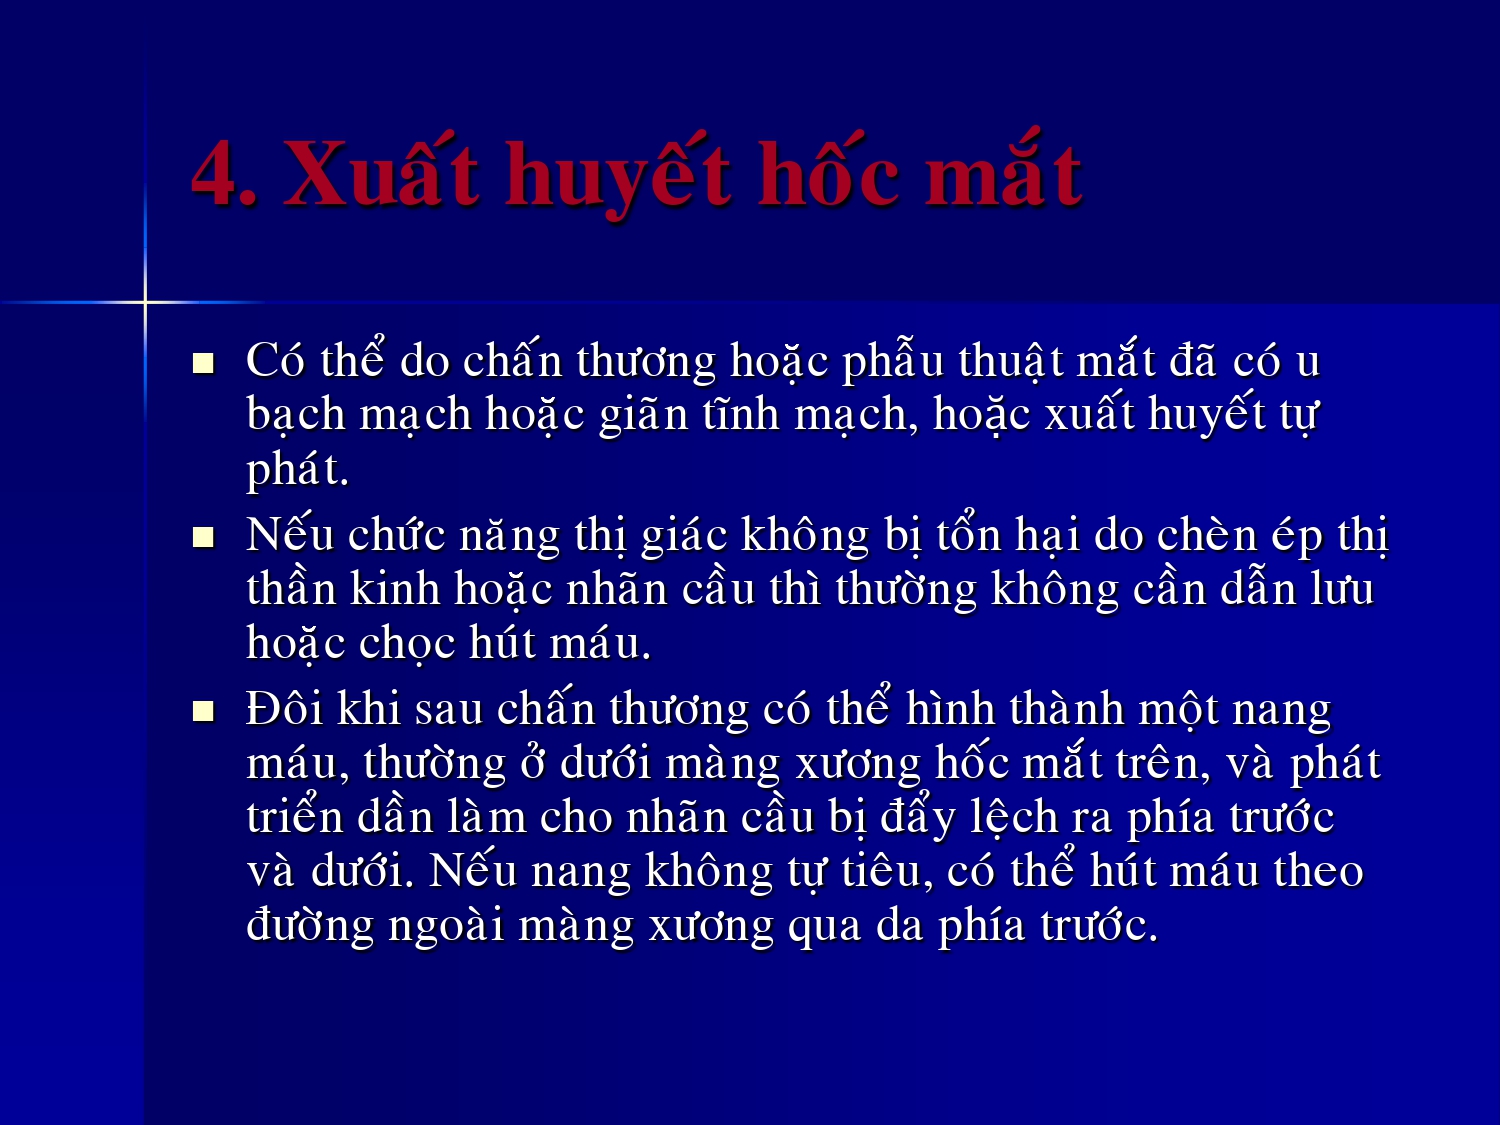 4. Xuất huyết hốc mắt
Có thể do chấn thương hoặc phẫu thuật mắt đã có u
bạch mạch hoặc giãn tĩnh mạch, hoặc xuất huyết tự
phát.
Nếu chức năng thị giác không bị tổn hại do chèn ép thị
thần kinh hoặc nhãn cầu thì thường không cần dẫn lưu
hoặc chọc hút máu.
Đôi khi sau chấn thương có thể hình thành một nang
máu, thường ở dưới màng xương hốc mắt trên, và phát
triển dần làm cho nhãn cầu bị đẩy lệch ra phía trước
và dưới. Nếu nang không tự tiêu, có thể hút máu theo
đường ngoài màng xương qua da phía trước.